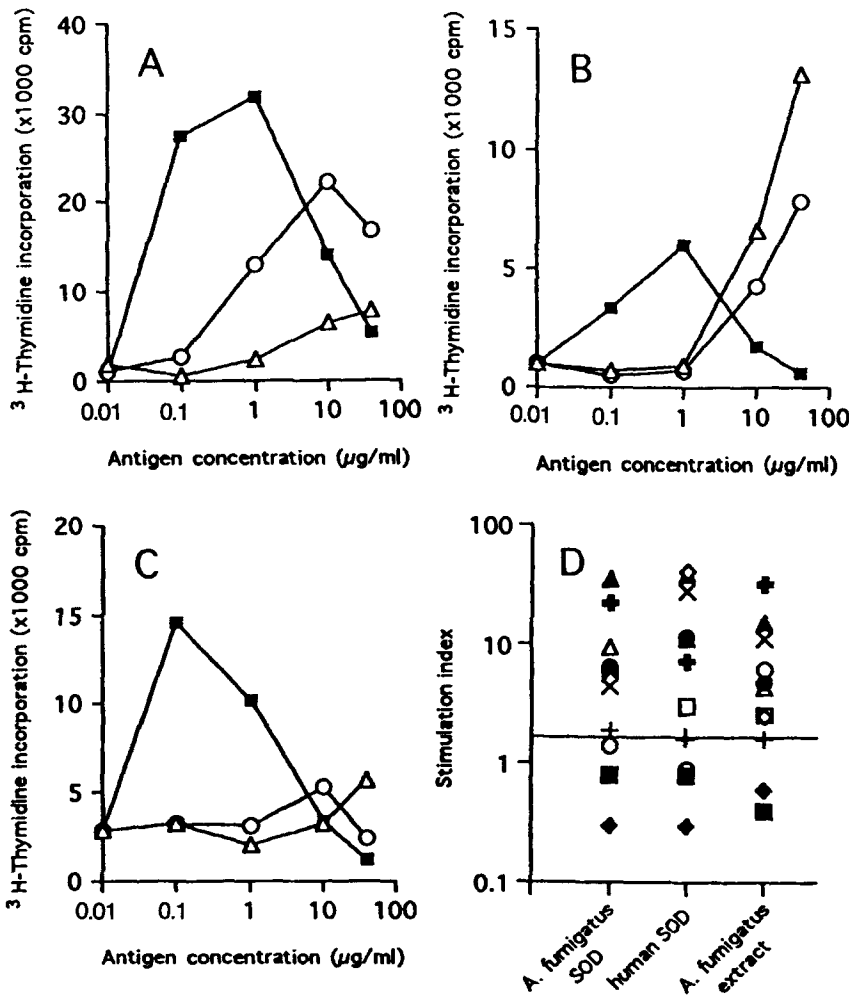 A
³H-Thymidine incorporation (x1000 cpm)
40
30
20
10
0
0.01 0.1 1 10 100
Antigen concentration (µg/ml)
B
³H-Thymidine incorporation (x1000 cpm)
15
10
5
0
0.01 0.1 1 10 100
Antigen concentration (µg/ml)
C
³H-Thymidine incorporation (x1000 cpm)
20
15
10
5
0
0.01 0.1 1 10 100
Antigen concentration (µg/ml)
D
Stimulation index
100
10
1
0.1
A. fumigatus
SOD
human SOD
A. fumigatus
extract